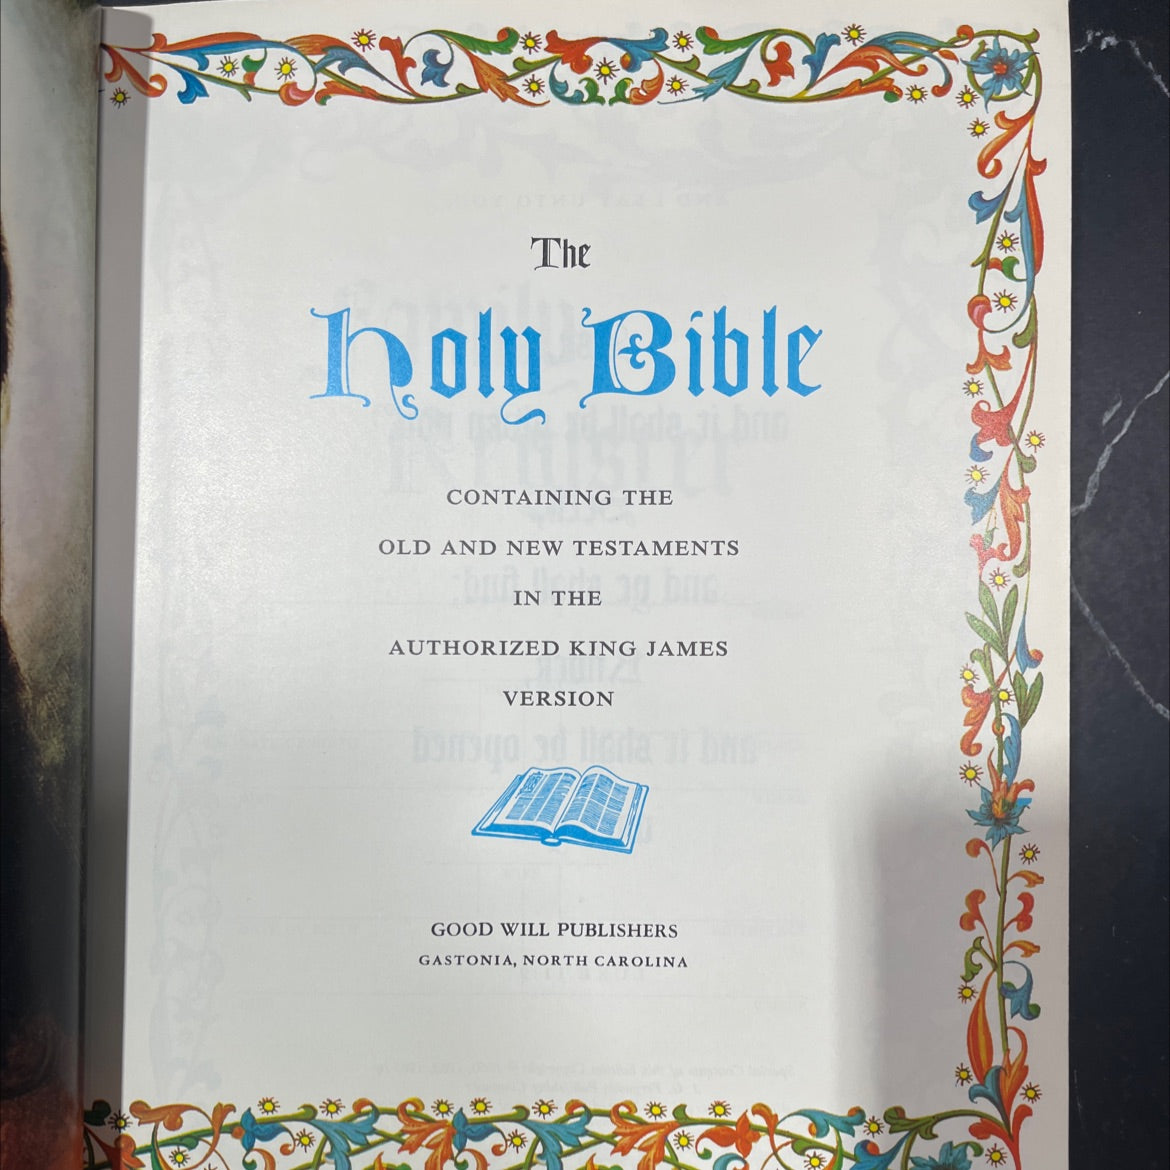 The
Holy Bible
CONTAINING THE
OLD AND NEW TESTAMENTS
IN THE
AUTHORIZED KING JAMES
VERSION
GOOD WILL PUBLISHERS
GASTONIA, NORTH CAROLINA